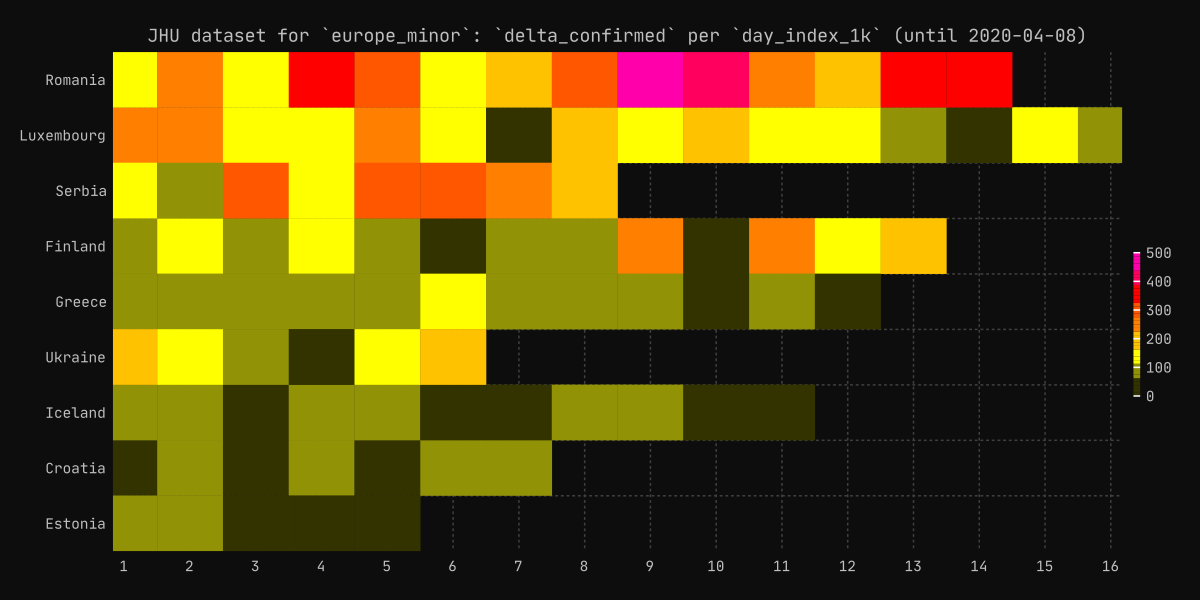 JHU dataset for `europe_minor`: `delta_confirmed` per `day_index_1k` (until 2020-04-08)
Romania
Luxembourg
Serbia
Finland
Greece
Ukraine
Iceland
Croatia
Estonia
1 2 3 4 5 6 7 8 9 10 11 12 13 14 15 16
500
400
300
200
100
0